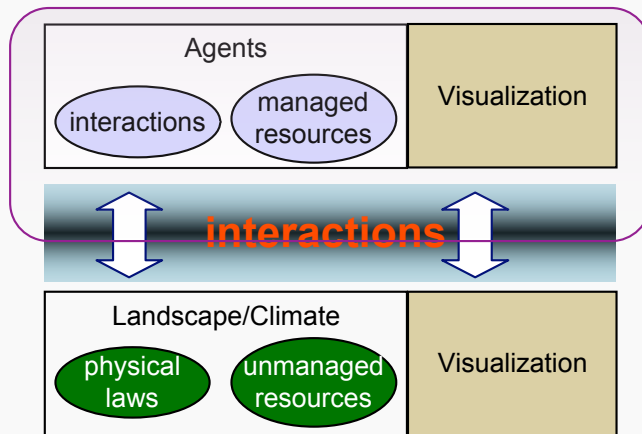 Agents
interactions
managed
resources
Visualization
interactions
Landscape/Climate
physical
laws
unmanaged
resources
Visualization